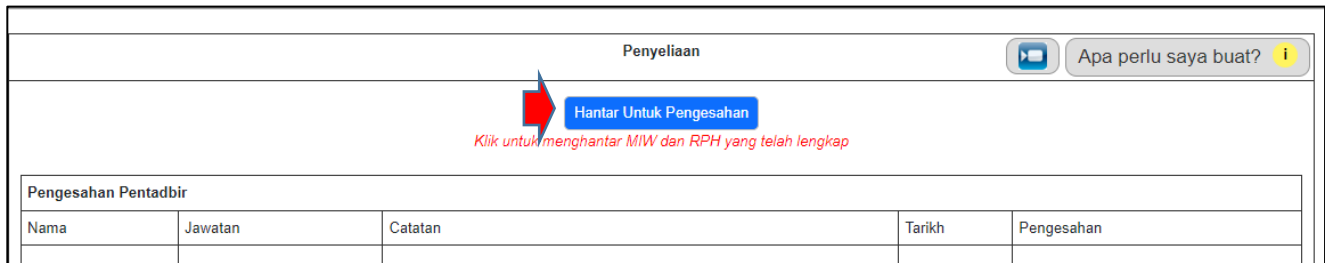 Penyeliaan
Apa perlu saya buat? i
Hantar Untuk Pengesahan
Klik untuk menghantar MIW dan RPH yang telah lengkap
Pengesahan Pentadbir
Nama Jawatan Catatan Tarikh Pengesahan